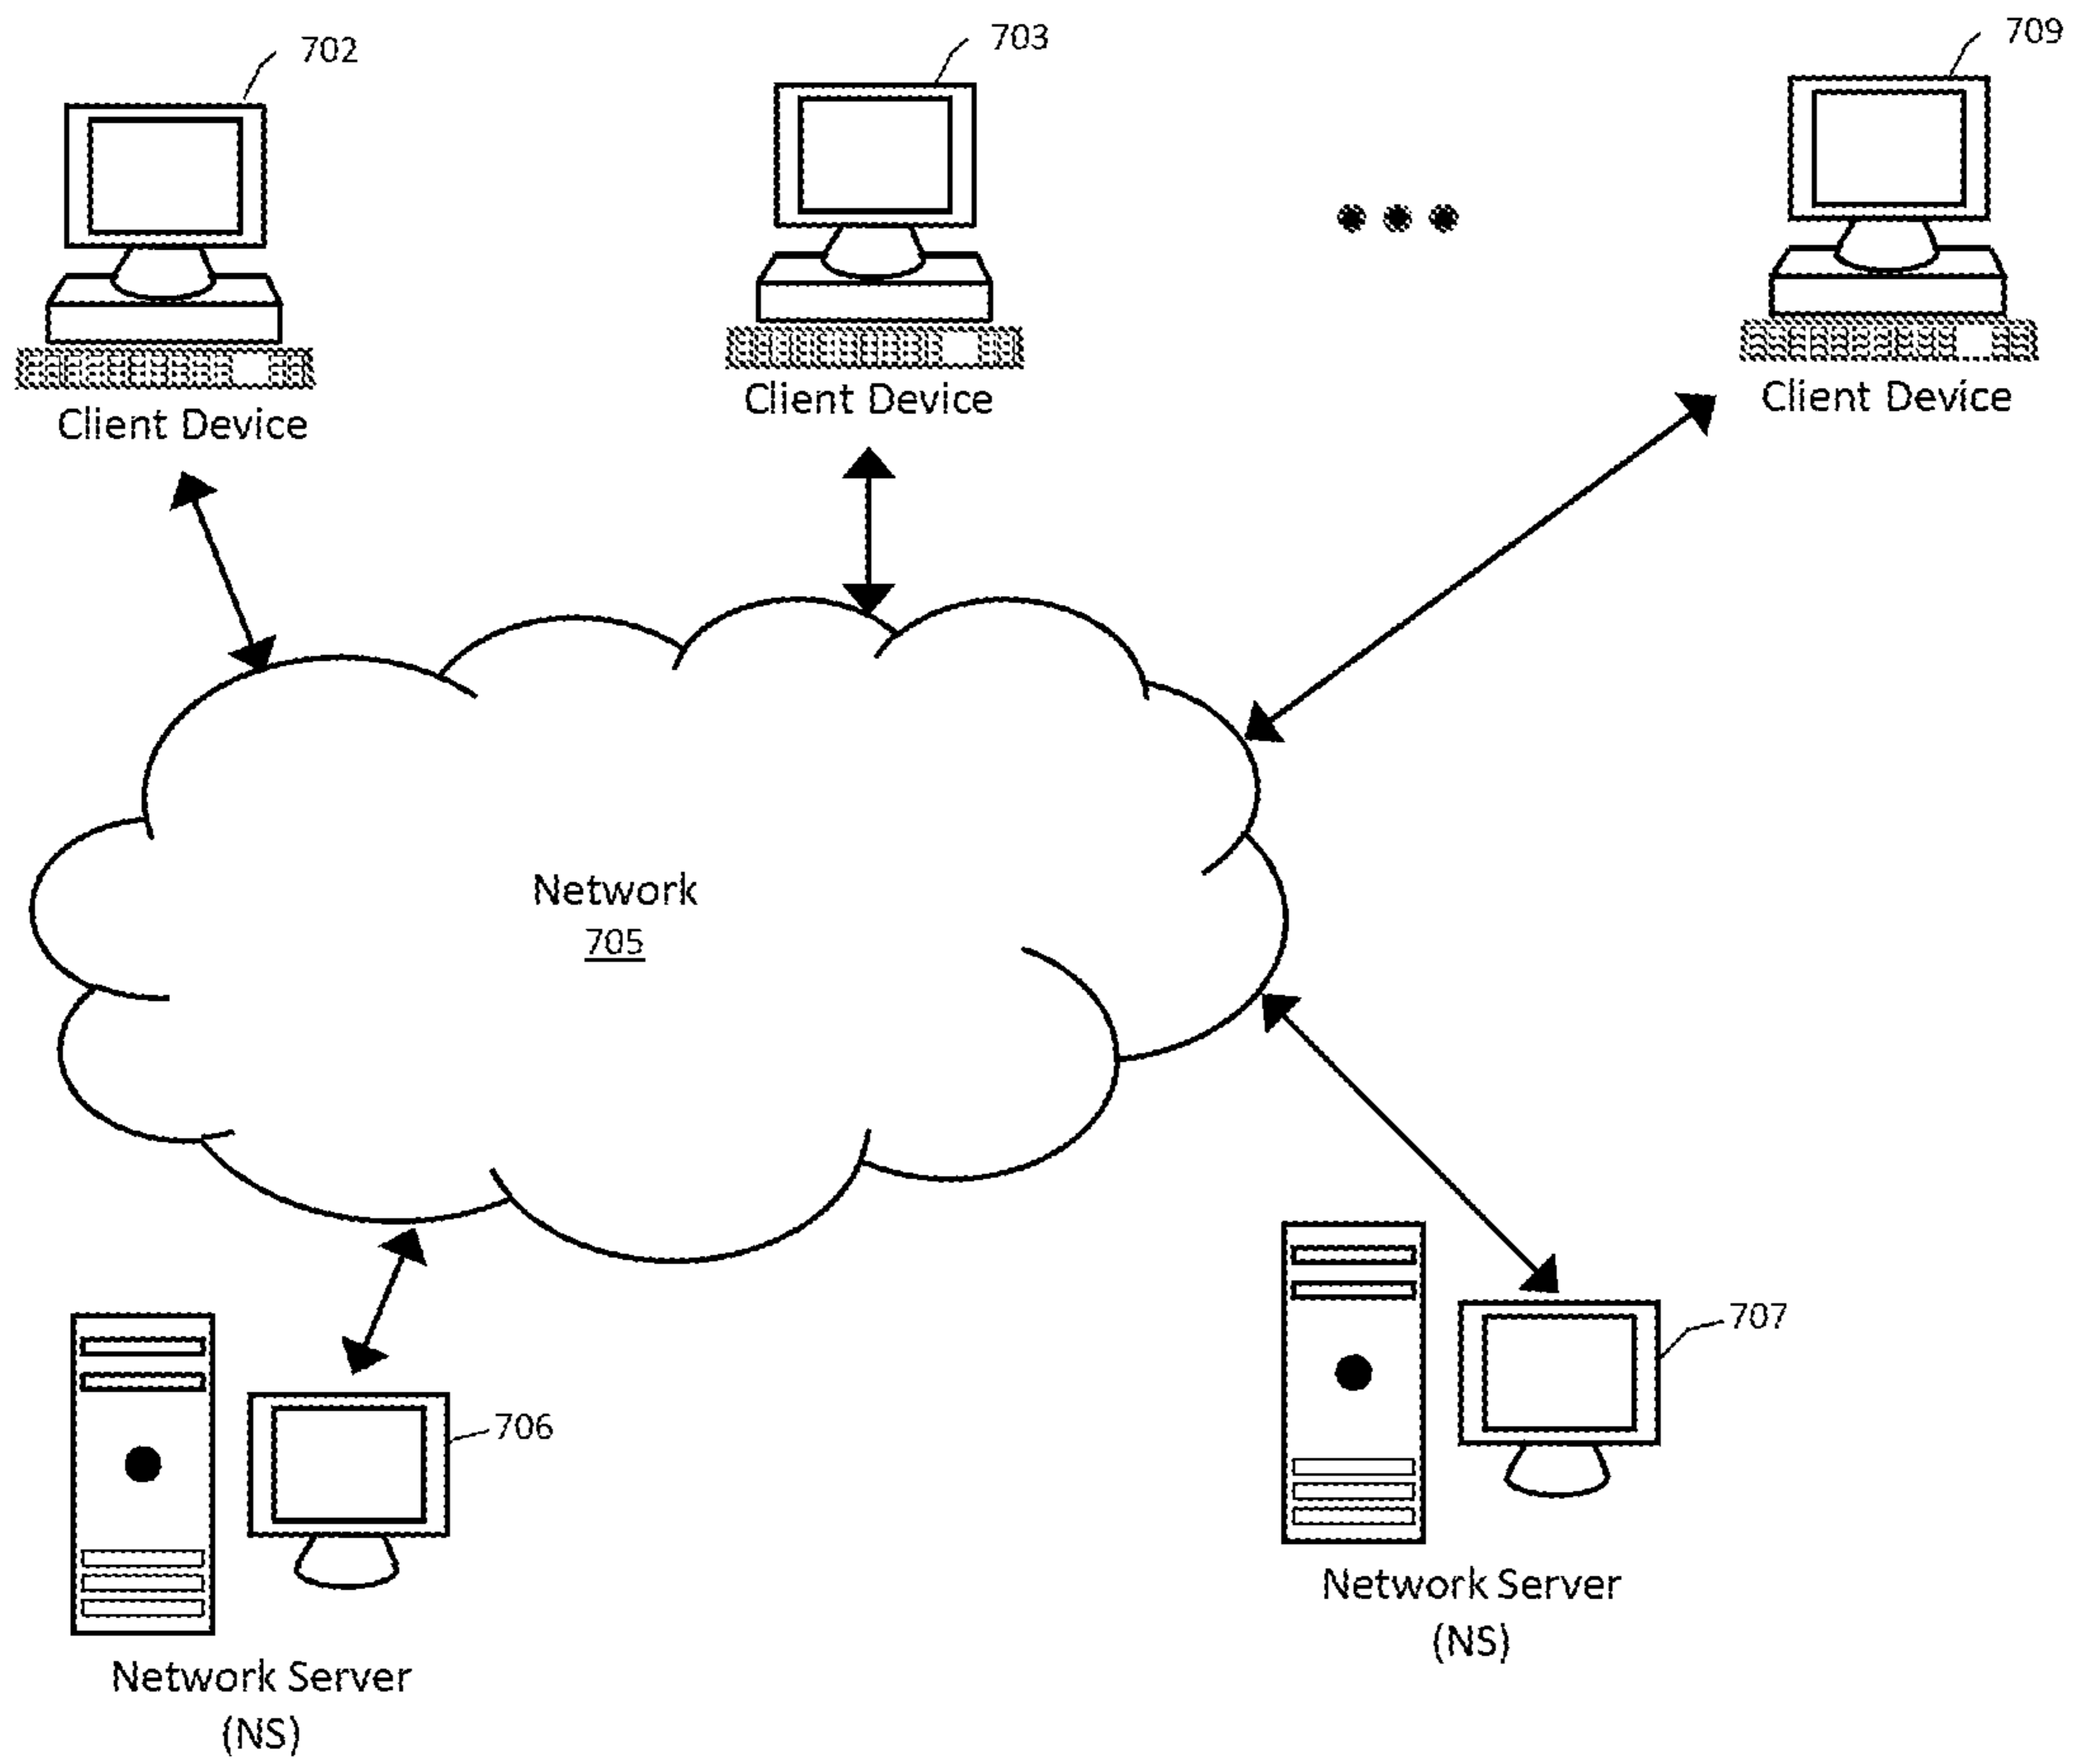 702
703
709
Client Device
Client Device
Client Device
Network
705
707
706
Network Server
(NS)
Network Server
(NS)